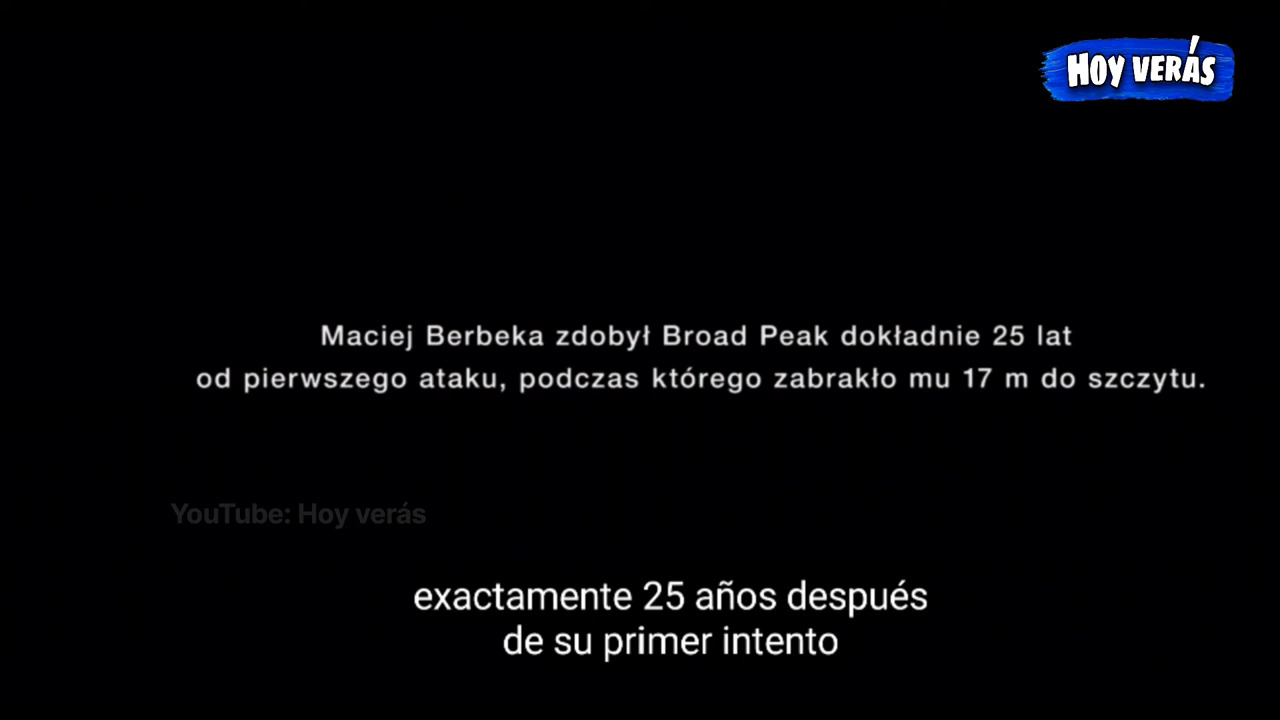 Hoy verás
Maciej Berbeka zdobył Broad Peak dokładnie 25 lat
od pierwszego ataku, podczas którego zabrakło mu 17 m do szczytu.
YouTube: Hoy verás
exactamente 25 años después
de su primer intento